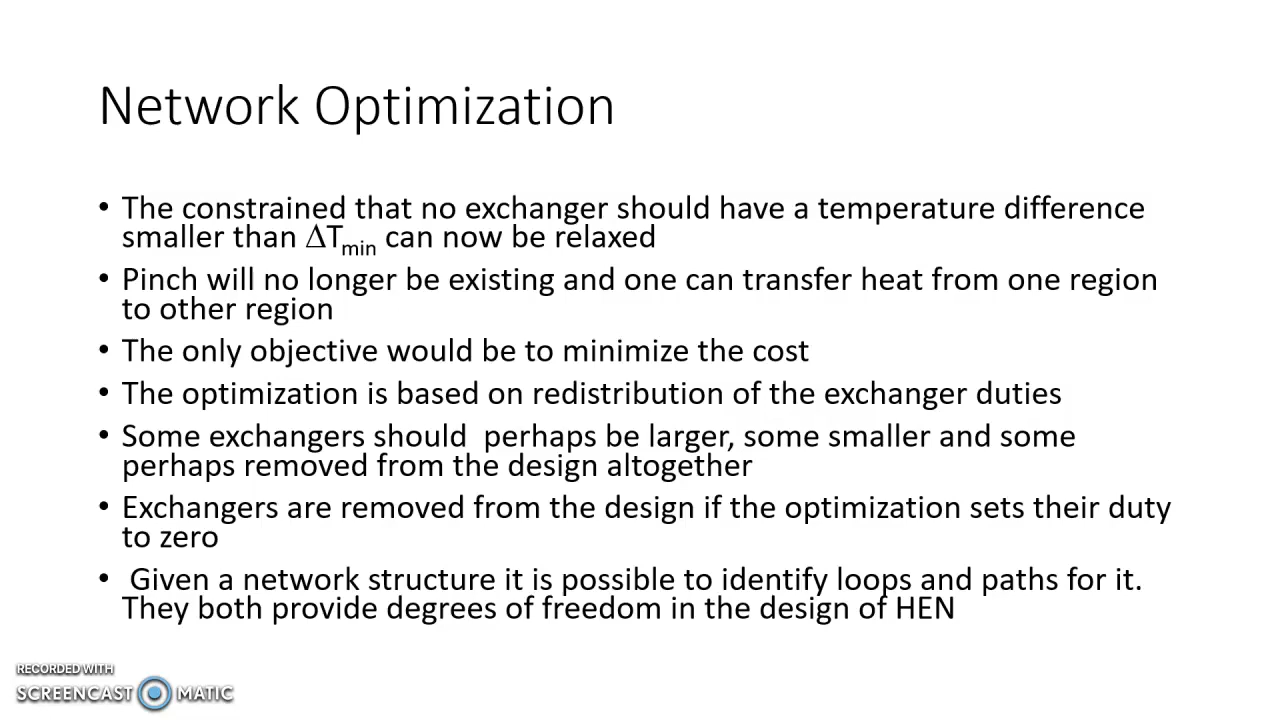 Network Optimization
• The constrained that no exchanger should have a temperature difference
smaller than ΔTmin can now be relaxed
• Pinch will no longer be existing and one can transfer heat from one region
to other region
• The only objective would be to minimize the cost
• The optimization is based on redistribution of the exchanger duties
• Some exchangers should  perhaps be larger, some smaller and some
perhaps removed from the design altogether
• Exchangers are removed from the design if the optimization sets their duty
to zero
•  Given a network structure it is possible to identify loops and paths for it.
They both provide degrees of freedom in the design of HEN
RECORDED WITH
SCREENCAST MATIC